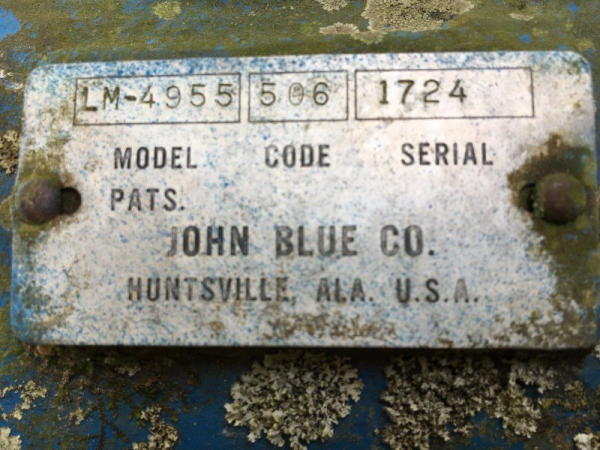 LM-4955 506 1724
MODEL CODE SERIAL
PATS.
JOHN BLUE CO.
HUNTSVILLE, ALA. U.S.A.